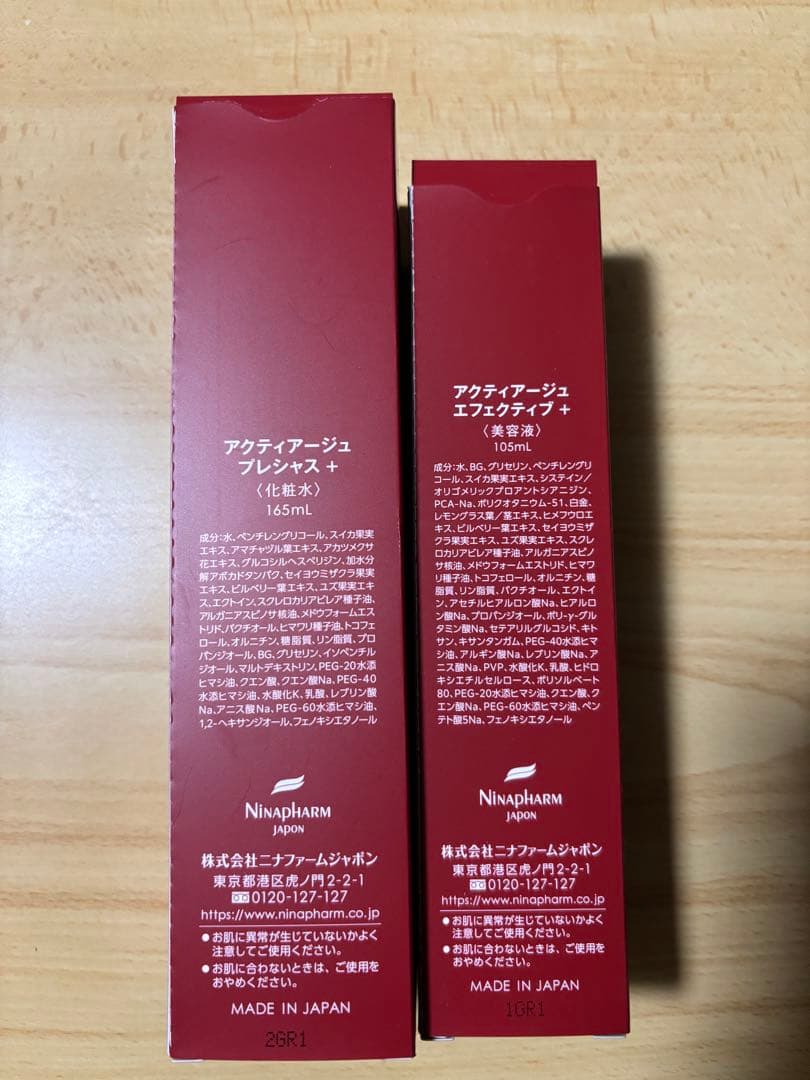 アクティアージュ
プレシャス +
〈化粧水〉
165mL
成分:水、ペンチレングリコール、スイカ果実
エキス、アマチャヅル葉エキス、アカツメクサ
花エキス、グルコシルヘスペリジン、加水分
解アボカドタンパク、セイヨウミザクラ果実
エキス、ビルベリー葉エキス、ユズ果実エキ
ス、エクトイン、スクレロカリアビレア種子油、
アルガニアスピノサ核油、メドウフォームエス
トリド、バクチオール、ヒマワリ種子油、トコフェ
ロール、オルニチン、糖脂質、リン脂質、プロ
パンジオール、BG、グリセリン、イソペンチル
ジオール、マルトデキストリン、PEG-20水添
ヒマシ油、クエン酸、クエン酸Na、PEG-40
水添ヒマシ油、水酸化K、乳酸、レブリン酸
Na、アニス酸Na、PEG-60水添ヒマシ油、
1,2-ヘキサンジオール、フェノキシエタノール
NINAPHARM
JAPON
株式会社ニナファームジャポン
東京都港区虎ノ門2-2-1
0120-127-127
https://www.ninapharm.co.jp
●お肌に異常が生じていないかよく
注意してご使用ください。
●お肌に合わないときは、ご使用を
おやめください。
MADE IN JAPAN
2GR1
アクティアージュ
エフェクティブ +
〈美容液〉
105mL
成分:水、BG、グリセリン、ペンチレングリ
コール、スイカ果実エキス、システイン/
オリゴメリックプロアントシアニジン、
PCA-Na、ポリクオタニウム-51、白金、
レモングラス葉/茎エキス、ヒメフウロエ
キス、ビルベリー葉エキス、セイヨウミザ
クラ果実エキス、ユズ果実エキス、スクレ
ロカリアビレア種子油、アルガニアスピノ
サ核油、メドウフォームエストリド、ヒマワ
リ種子油、トコフェロール、オルニチン、糖
脂質、リン脂質、バクチオール、エクトイ
ン、アセチルヒアルロン酸Na、ヒアルロ
ン酸Na、プロパンジオール、ポリ-γ-グル
タミン酸Na、セテアリルグルコシド、キト
サン、キサンタンガム、PEG-40水添ヒマ
シ油、アルギン酸Na、レブリン酸Na、ア
ニス酸Na、PVP、水酸化K、乳酸、ヒドロ
キシエチルセルロース、ポリソルベート
80、PEG-20水添ヒマシ油、クエン酸、ク
エン酸Na、PEG-60水添ヒマシ油、ペン
テト酸5Na、フェノキシエタノール
NINAPHARM
JAPON
株式会社ニナファームジャポン
東京都港区虎ノ門2-2-1
0120-127-127
https://www.ninapharm.co.jp
●お肌に異常が生じていないかよく
注意してご使用ください。
●お肌に合わないときは、ご使用を
おやめください。
MADE IN JAPAN
1GR1